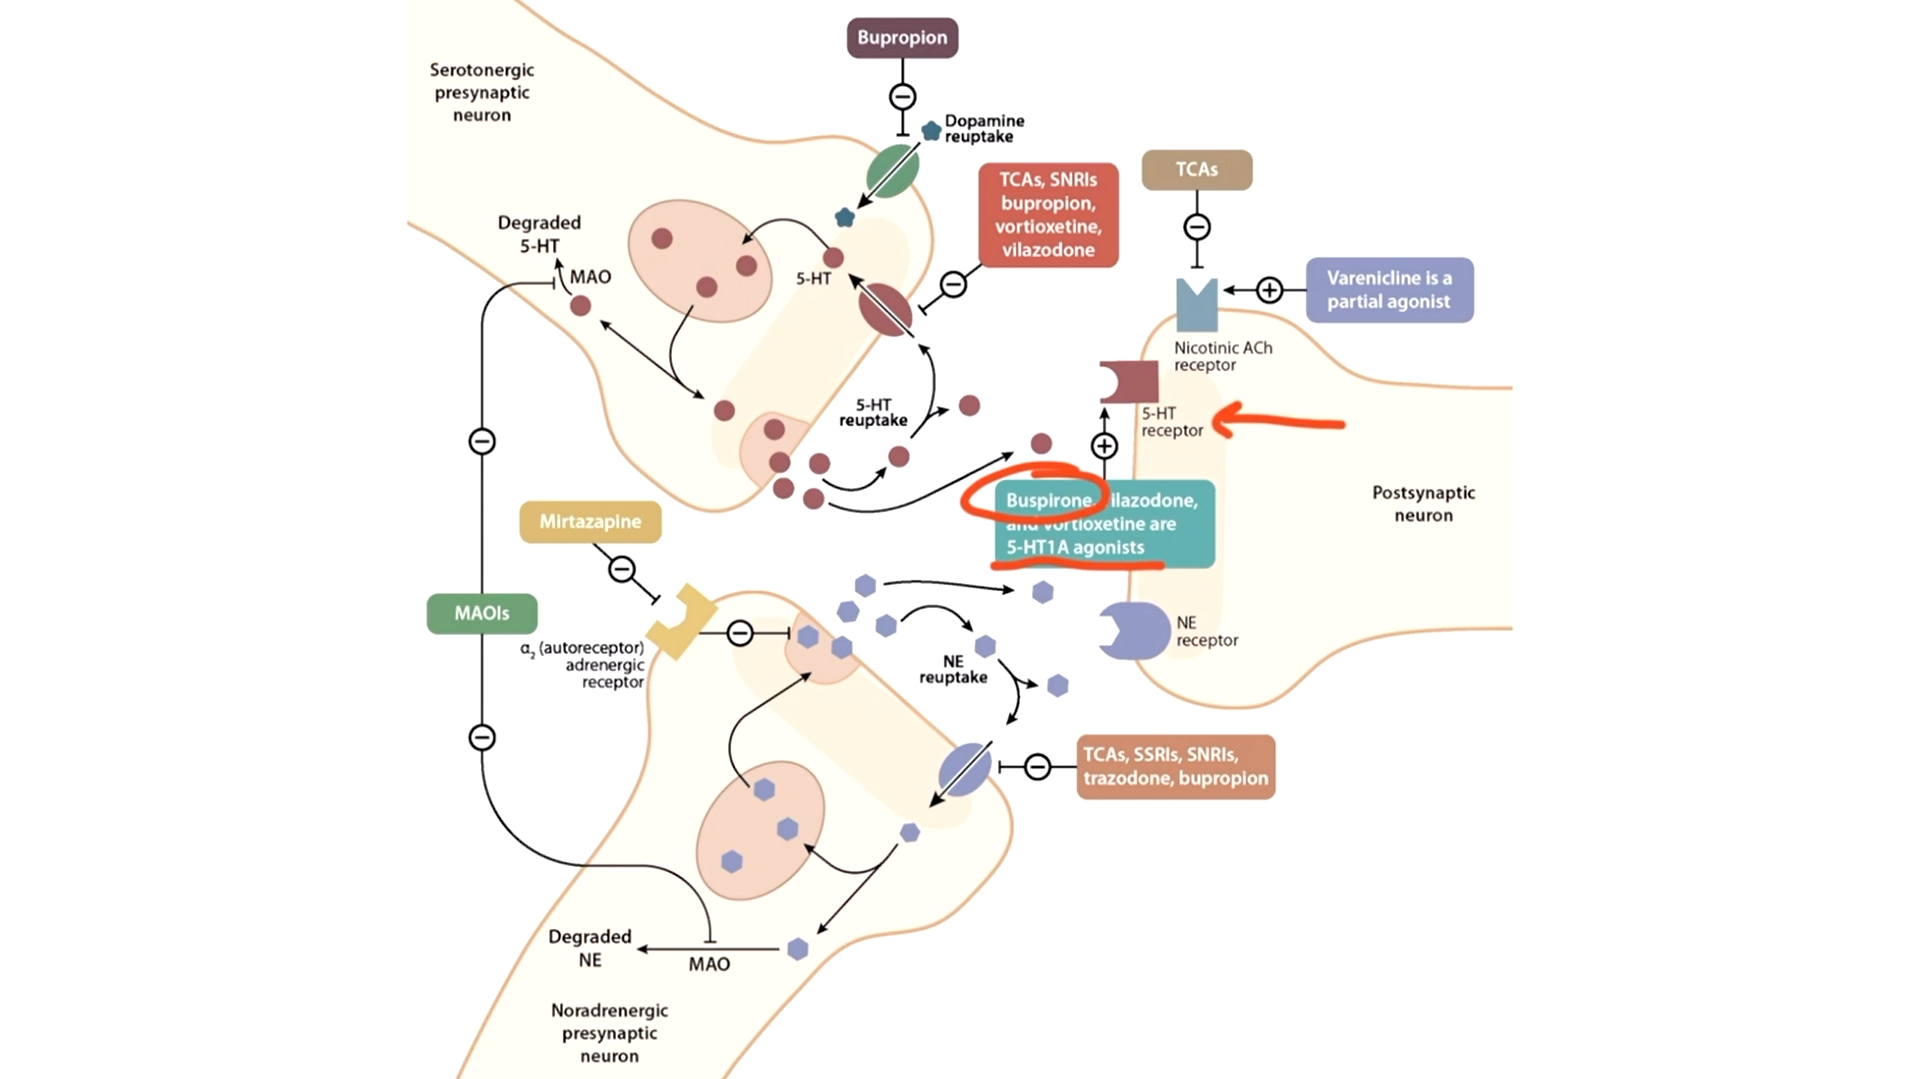 Bupropion
Serotonergic
presynaptic
neuron
Dopamine
reuptake
TCAs, SNRIs
bupropion,
vortioxetine,
vilazodone
TCAs
Degraded
5-HT
MAO
5-HT
Varenicline is a
partial agonist
Nicotinic ACh
receptor
5-HT
reuptake
5-HT
receptor
Buspirone, ilazodone,
and vortioxetine are
5-HT1A agonists
Postsynaptic
neuron
Mirtazapine
MAOIs
α2 (autoreceptor)
adrenergic
receptor
NE
reuptake
NE
receptor
TCAs, SSRIs, SNRIs,
trazodone, bupropion
Degraded
NE
MAO
Noradrenergic
presynaptic
neuron